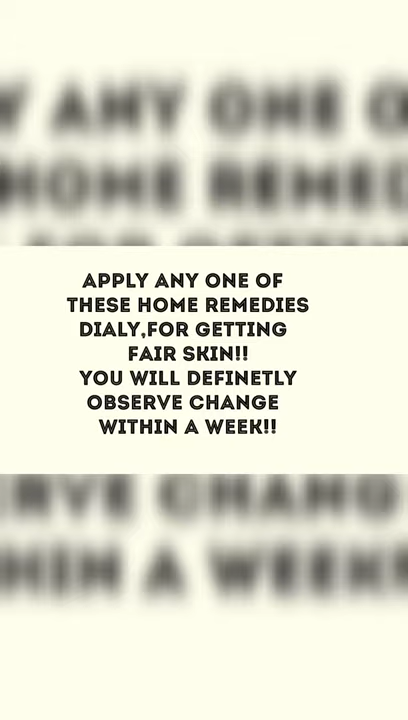 APPLY ANY ONE OF
THESE HOME REMEDIES
DIALY,FOR GETTING
FAIR SKIN!!
YOU WILL DEFINETLY
OBSERVE CHANGE
WITHIN A WEEK!!